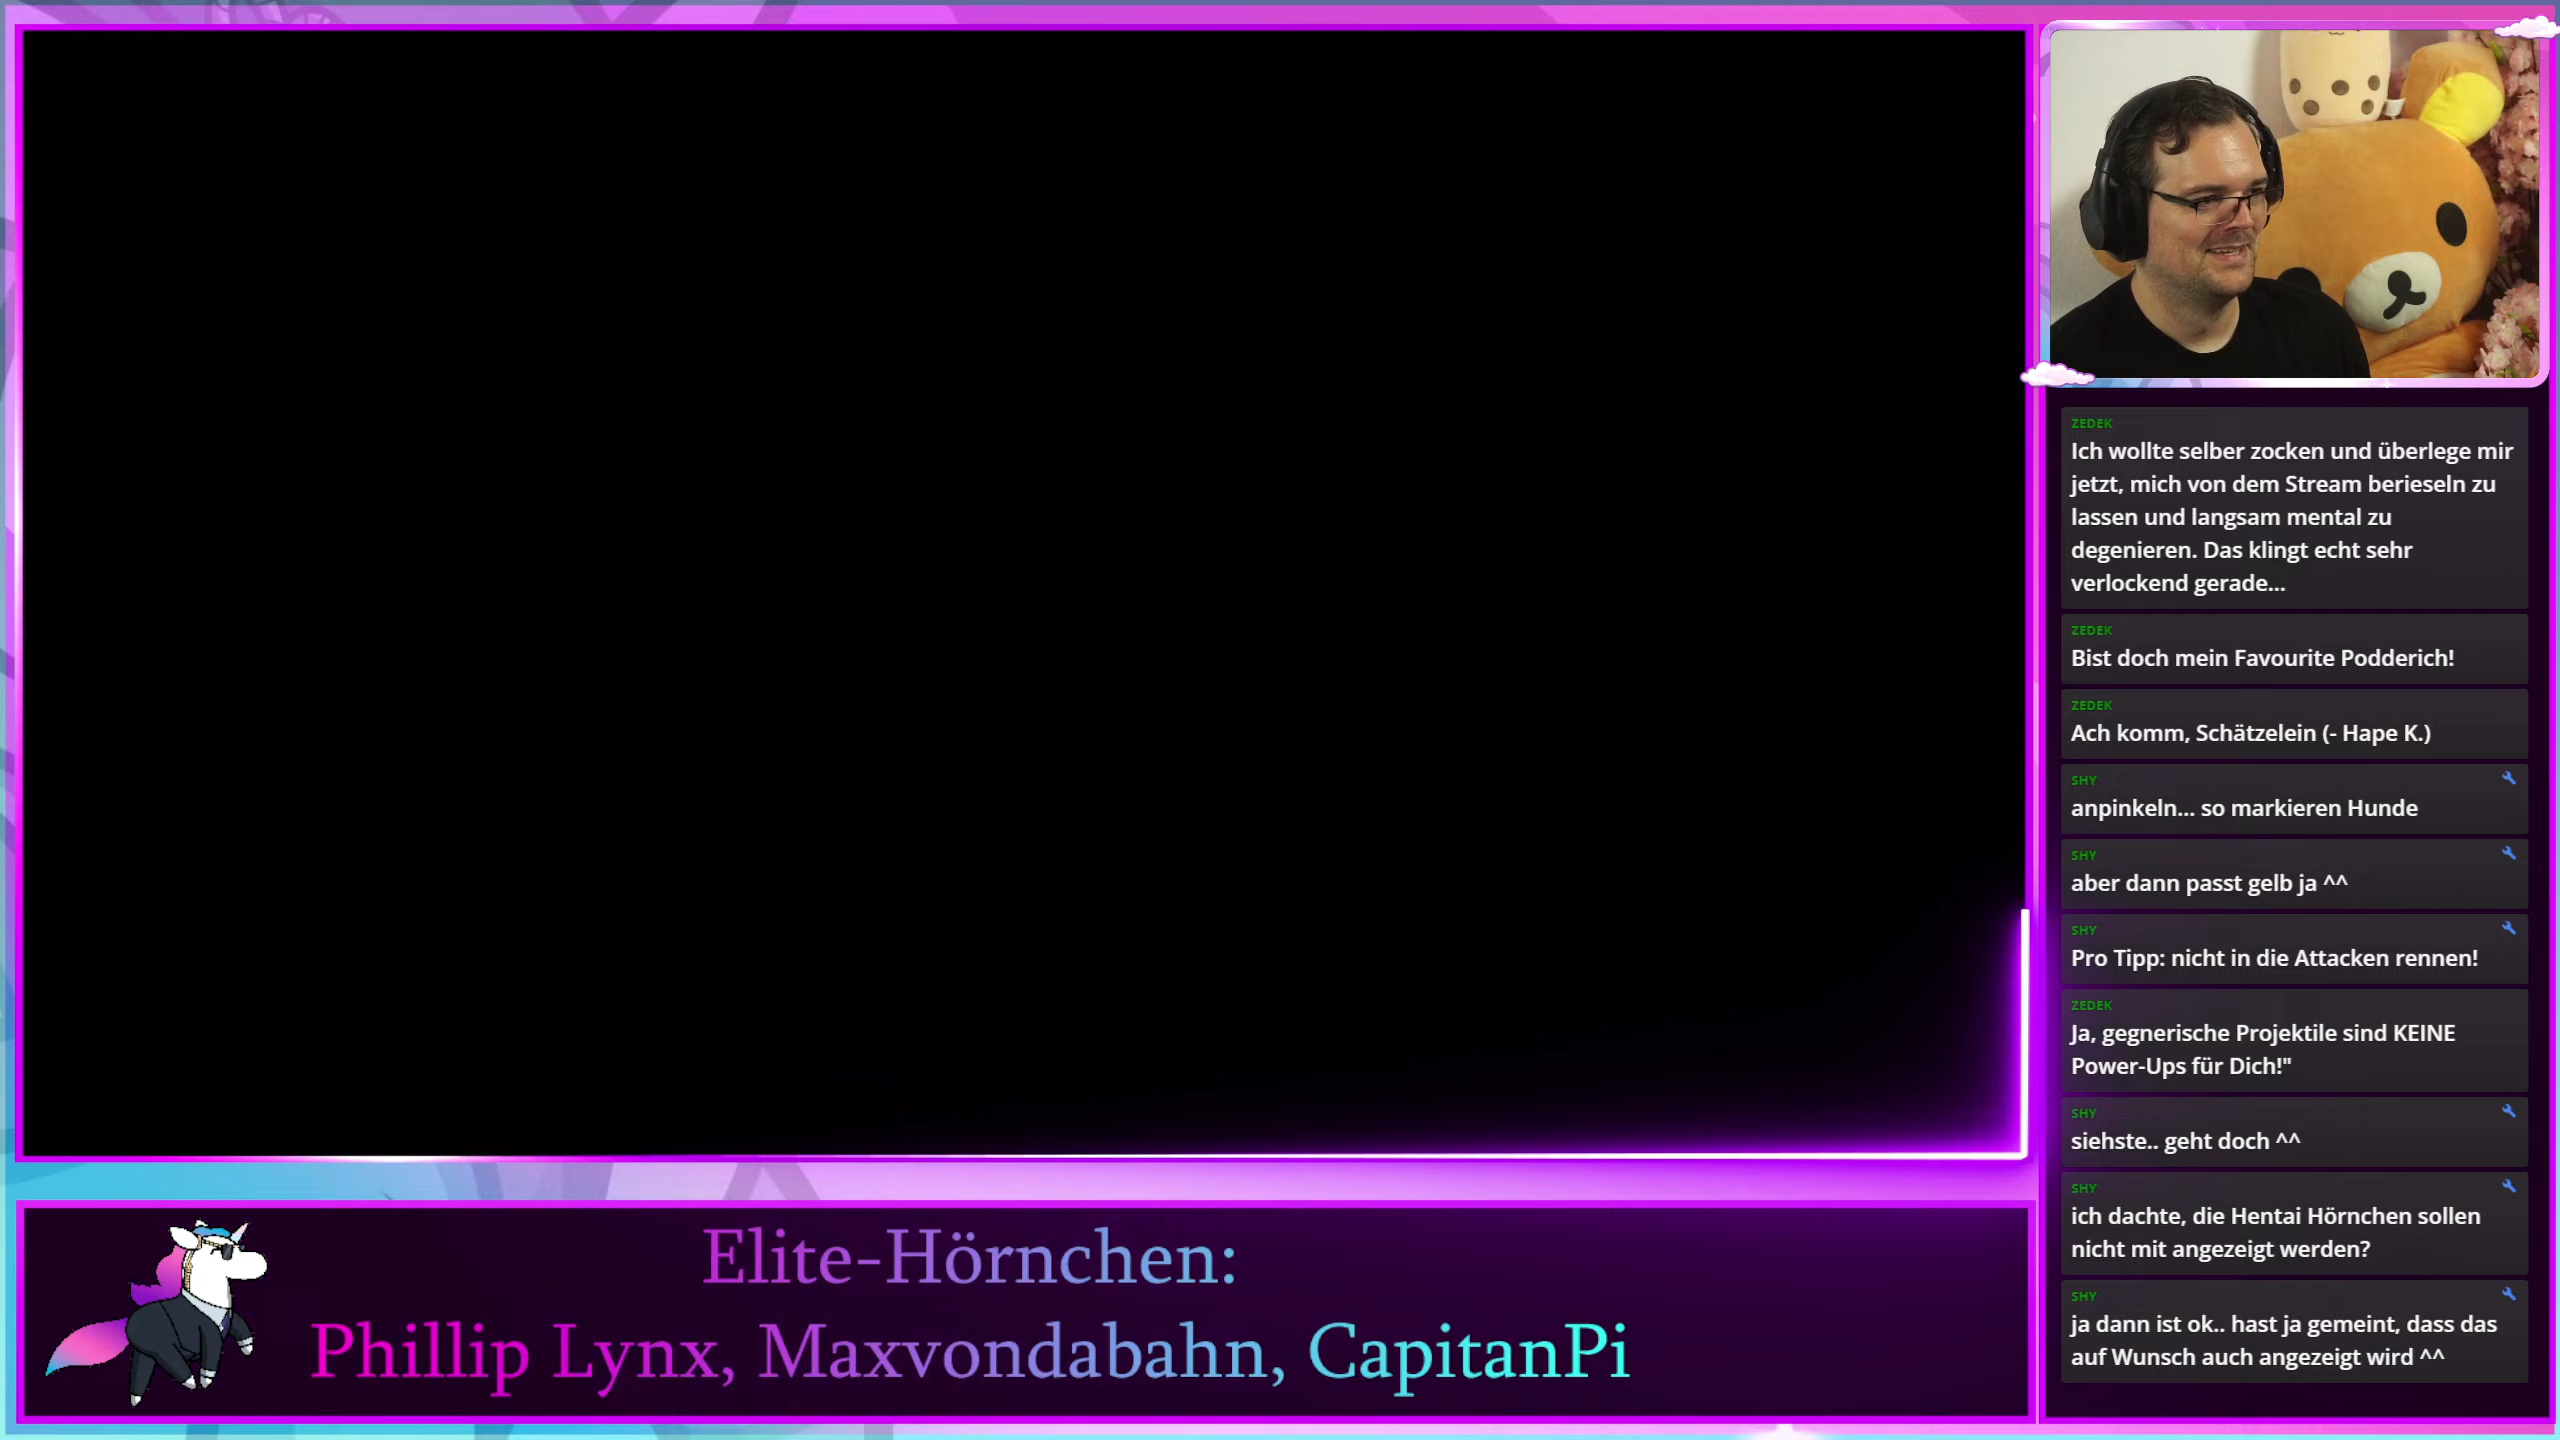 ZEDEK
Ich wollte selber zocken und überlege mir
jetzt, mich von dem Stream berieseln zu
lassen und langsam mental zu
degenieren. Das klingt echt sehr
verlockend gerade...
ZEDEK
Bist doch mein Favourite Podderich!
ZEDEK
Ach komm, Schätzelein (- Hape K.)
SHY
anpinkeln... so markieren Hunde
SHY
aber dann passt gelb ja ^^
SHY
Pro Tipp: nicht in die Attacken rennen!
ZEDEK
Ja, gegnerische Projektile sind KEINE
Power-Ups für Dich!"
SHY
siehste.. geht doch ^^
SHY
ich dachte, die Hentai Hörnchen sollen
nicht mit angezeigt werden?
SHY
ja dann ist ok.. hast ja gemeint, dass das
auf Wunsch auch angezeigt wird ^^
Elite-Hörnchen:
Phillip Lynx, Maxvondabahn, CapitanPi